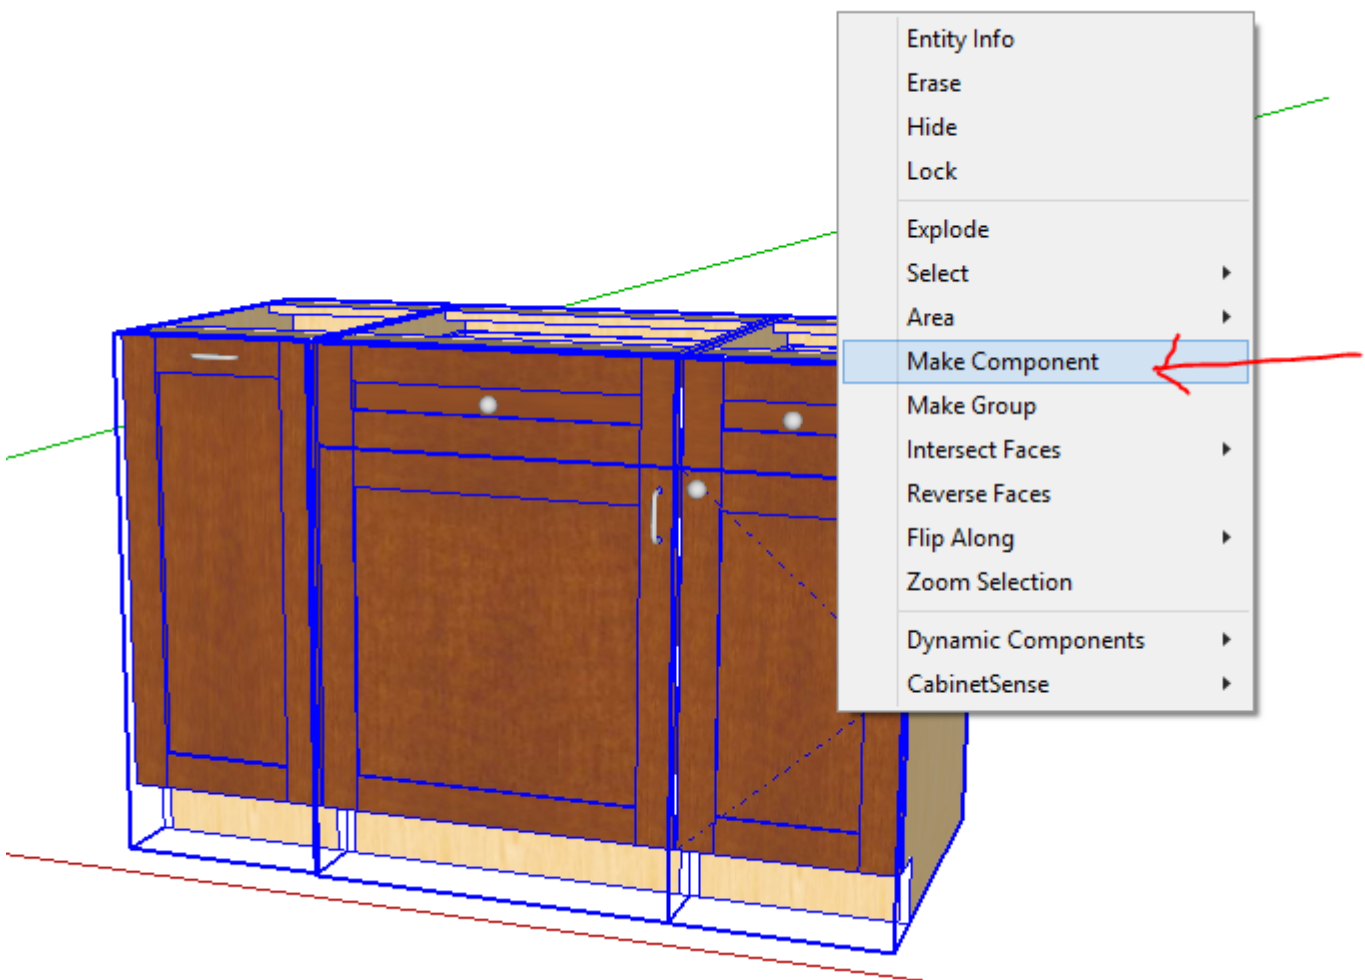 Entity Info
Erase
Hide
Lock
Explode
Select
Area
Make Component
Make Group
Intersect Faces
Reverse Faces
Flip Along
Zoom Selection
Dynamic Components
CabinetSense